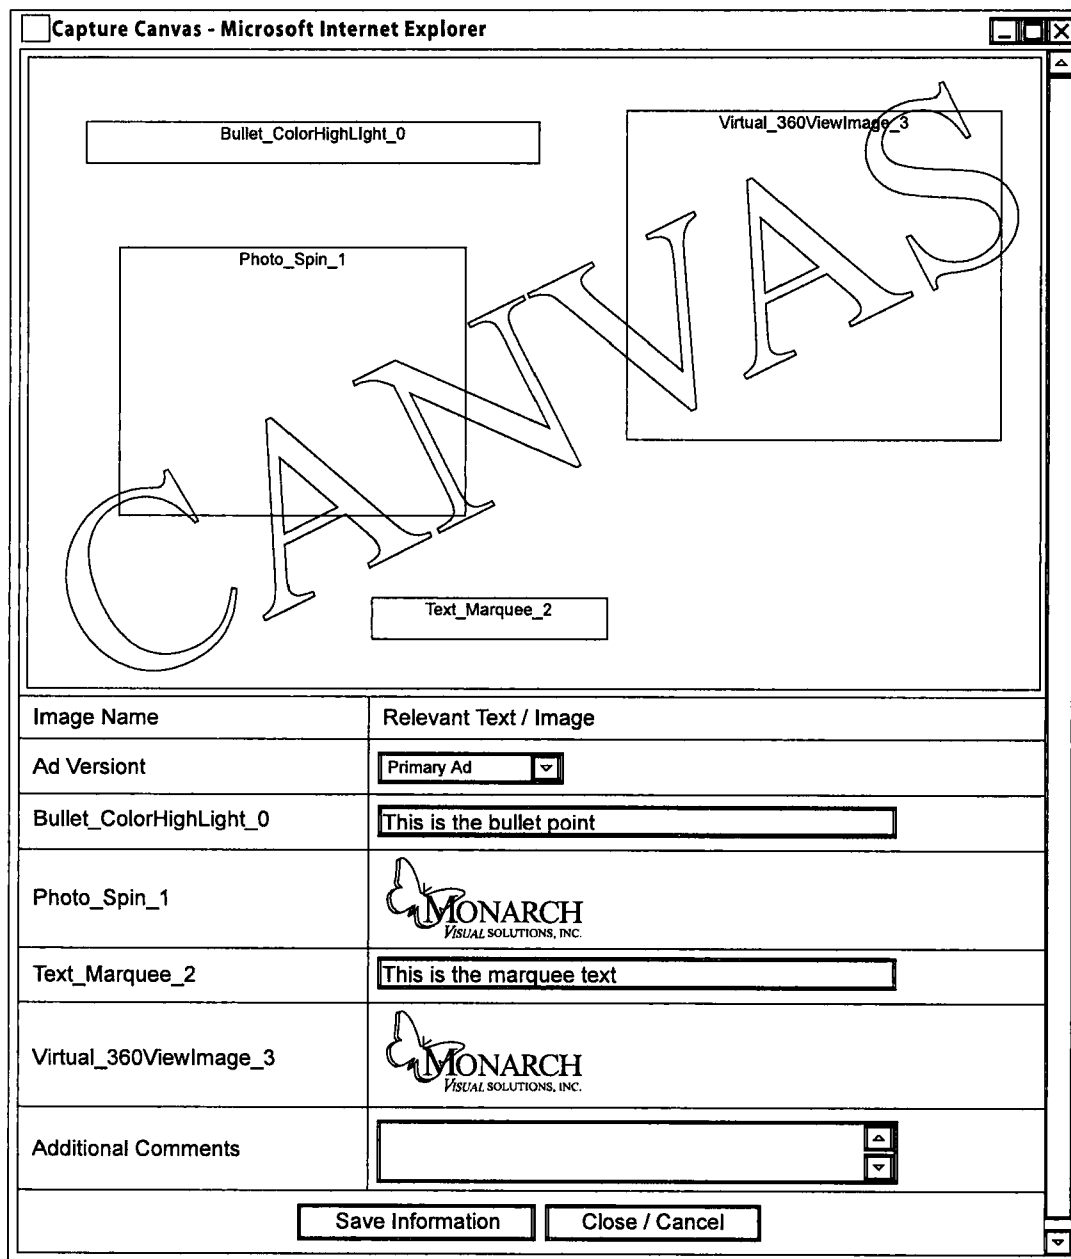 Capture Canvas - Microsoft Internet Explorer
Bullet_ColorHighLIght_0
Virtual_360ViewImage_3
Photo_Spin_1
CANVAS
Text_Marquee_2
Image Name Relevant Text / Image
Ad Versiont Primary Ad
Bullet_ColorHighLight_0 This is the bullet point
Photo_Spin_1 MONARCH
VISUAL SOLUTIONS, INC.
Text_Marquee_2 This is the marquee text
Virtual_360ViewImage_3 MONARCH
VISUAL SOLUTIONS, INC.
Additional Comments
Save Information Close / Cancel